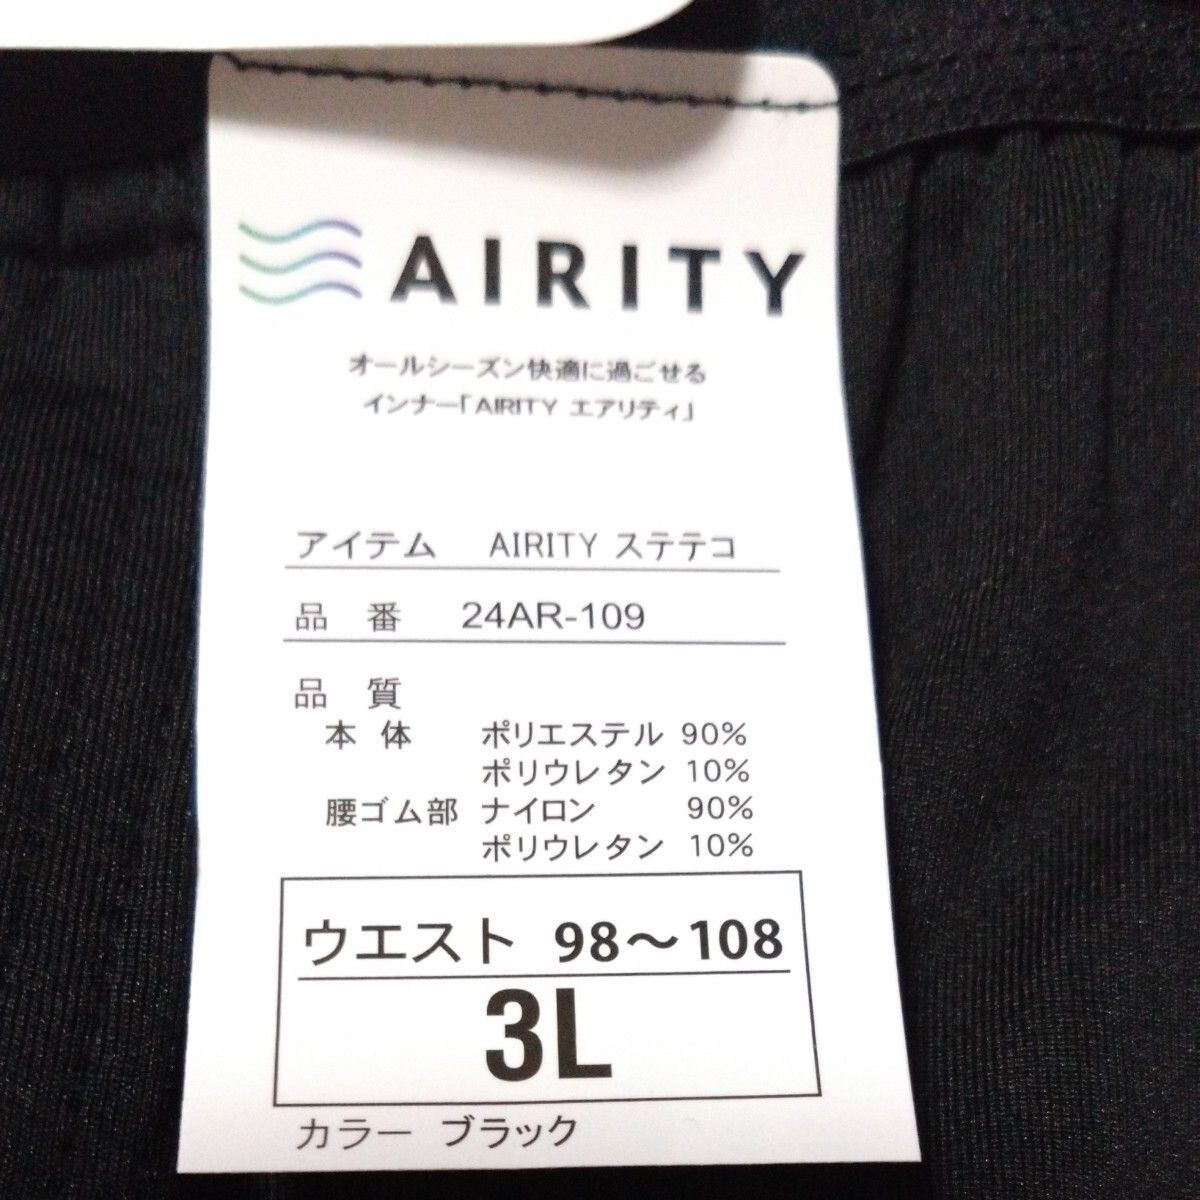 AIRITY
オールシーズン快適に過ごせる
インナー「AIRITY エアリティ」
アイテム AIRITY ステテコ
品 番 24AR-109
品 質
本 体 ポリエステル 90%
ポリウレタン 10%
腰ゴム部 ナイロン 90%
ポリウレタン 10%
ウエスト 98～108
3L
カラー ブラック